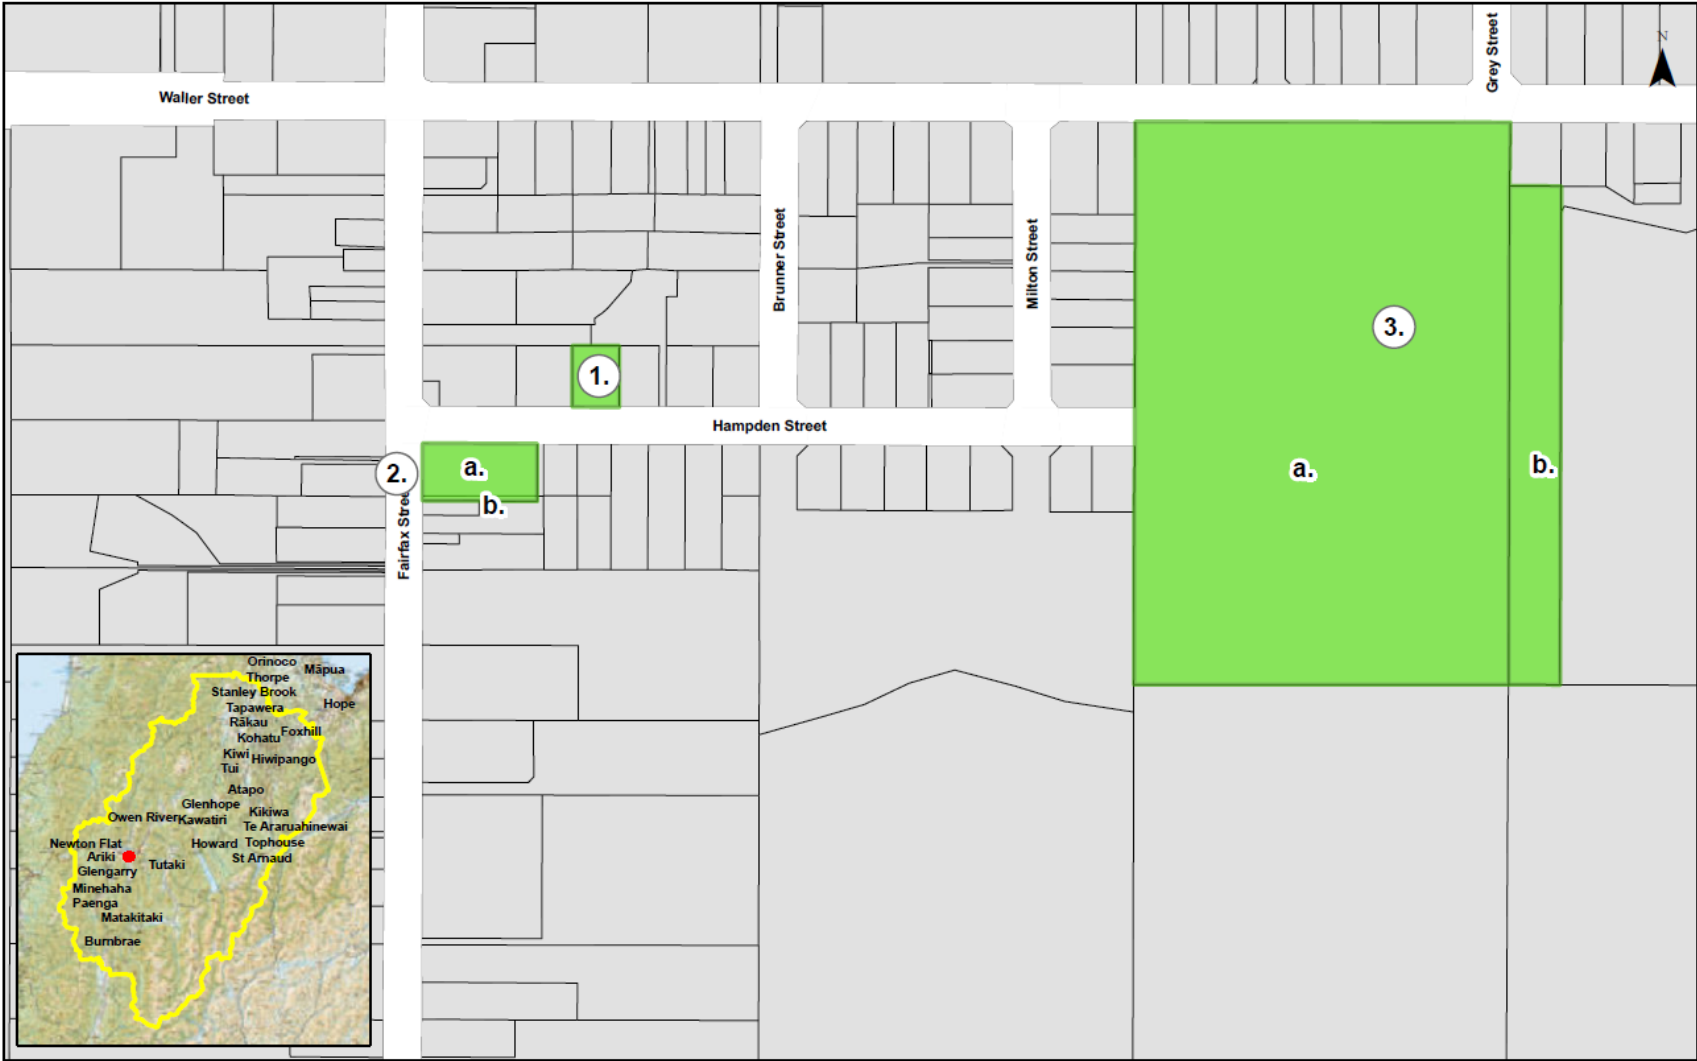 Grey Street
N
Waller Street
Brunner Street
Milton Street
3.
1.
Hampden Street
2.
a.
b.
a.
b.
Fairfax Street
Orinoco
Māpua
Thorpe
Stanley Brook
Hope
Tapawera
Rākau
Foxhill
Kohatu
Kiwi
Hiwipango
Tui
Atapo
Glenhope
Kikiwa
Owen River
Kawatiri
Te Araruahinewai
Newton Flat
Howard
Tophouse
Ariki
St Arnaud
Tutaki
Glengarry
Minehaha
Paenga
Matakitaki
Burnbrae